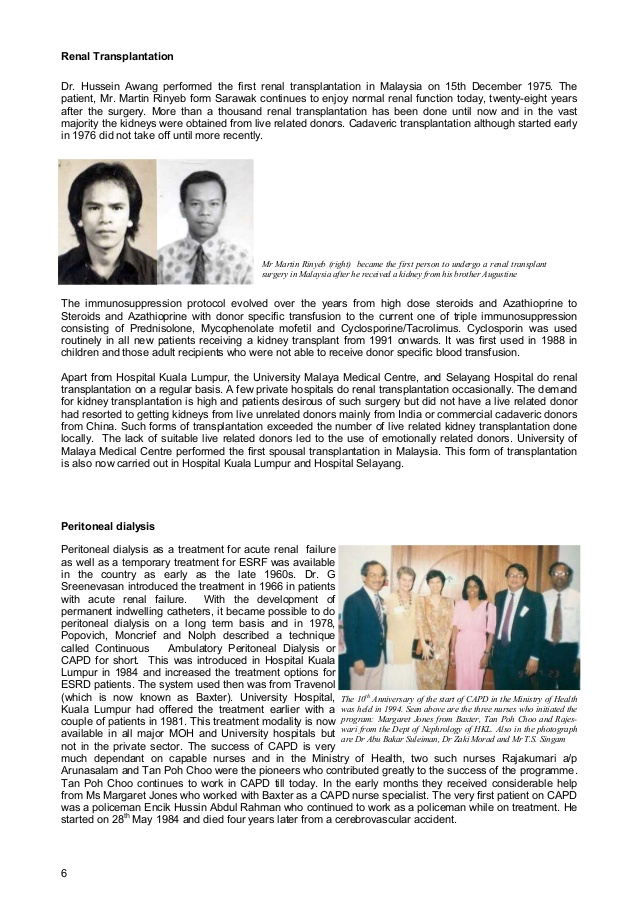 Renal Transplantation
Dr. Hussein Awang performed the first renal transplantation in Malaysia on 15th December 1975. The
patient, Mr. Martin Rinyeb form Sarawak continues to enjoy normal renal function today, twenty-eight years
after the surgery. More than a thousand renal transplantation has been done until now and in the vast
majority the kidneys were obtained from live related donors. Cadaveric transplantation although started early
in 1976 did not take off until more recently.
Mr Martin Rinyeb (right) became the first person to undergo a renal transplant
surgery in Malaysia after he received a kidney from his brother Augustine
The immunosuppression protocol evolved over the years from high dose steroids and Azathioprine to
Steroids and Azathioprine with donor specific transfusion to the current one of triple immunosuppression
consisting of Prednisolone, Mycophenolate mofetil and Cyclosporine/Tacrolimus. Cyclosporin was used
routinely in all new patients receiving a kidney transplant from 1991 onwards. It was first used in 1988 in
children and those adult recipients who were not able to receive donor specific blood transfusion.
Apart from Hospital Kuala Lumpur, the University Malaya Medical Centre, and Selayang Hospital do renal
transplantation on a regular basis. A few private hospitals do renal transplantation occasionally. The demand
for kidney transplantation is high and patients desirous of such surgery but did not have a live related donor
had resorted to getting kidneys from live unrelated donors mainly from India or commercial cadaveric donors
from China. Such forms of transplantation exceeded the number of live related kidney transplantation done
locally. The lack of suitable live related donors led to the use of emotionally related donors. University of
Malaya Medical Centre performed the first spousal transplantation in Malaysia. This form of transplantation
is also now carried out in Hospital Kuala Lumpur and Hospital Selayang.
Peritoneal dialysis
Peritoneal dialysis as a treatment for acute renal failure
as well as a temporary treatment for ESRF was available
in the country as early as the late 1960s. Dr. G
Sreenevasan introduced the treatment in 1966 in patients
with acute renal failure. With the development of
permanent indwelling catheters, it became possible to do
peritoneal dialysis on a long term basis and in 1978,
Popovich, Moncrief and Nolph described a technique
called Continuous Ambulatory Peritoneal Dialysis or
CAPD for short. This was introduced in Hospital Kuala
Lumpur in 1984 and increased the treatment options for
ESRD patients. The system used then was from Travenol
(which is now known as Baxter). University Hospital,
Kuala Lumpur had offered the treatment earlier with a
couple of patients in 1981. This treatment modality is now
available in all major MOH and University hospitals but
not in the private sector. The success of CAPD is very
The 10th Anniversary of the start of CAPD in the Ministry of Health
was held in 1994. Seen above are the three nurses who initiated the
program: Margaret Jones from Baxter, Tan Poh Choo and Rajes-
wari from the Dept of Nephrology of HKL. Also in the photograph
are Dr Abu Bakar Suleiman, Dr Zaki Morad and Mr T.S. Singam
much dependant on capable nurses and in the Ministry of Health, two such nurses Rajakumari a/p
Arunasalam and Tan Poh Choo were the pioneers who contributed greatly to the success of the programme.
Tan Poh Choo continues to work in CAPD till today. In the early months they received considerable help
from Ms Margaret Jones who worked with Baxter as a CAPD nurse specialist. The very first patient on CAPD
was a policeman Encik Hussin Abdul Rahman who continued to work as a policeman while on treatment. He
started on 28th May 1984 and died four years later from a cerebrovascular accident.
6